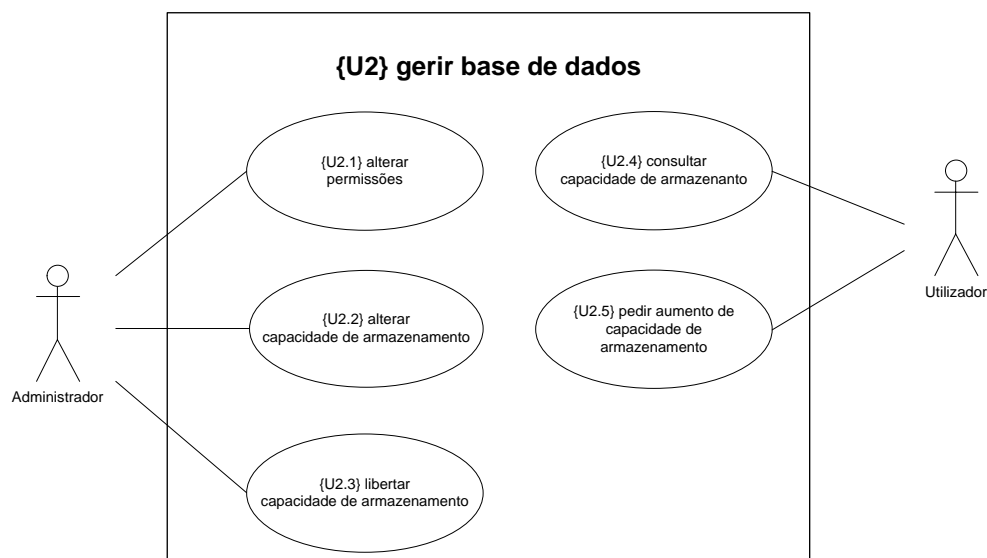 {U2} gerir base de dados
{U2.1} alterar
permissões
{U2.4} consultar
capacidade de armazenanto
{U2.2} alterar
capacidade de armazenamento
{U2.5} pedir aumento de
capacidade de
armazenamento
{U2.3} libertar
capacidade de armazenamento
Administrador
Utilizador